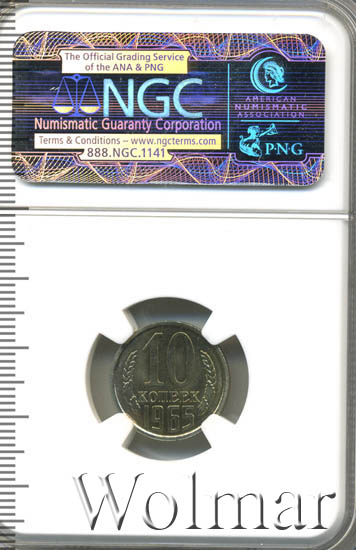 The Official Grading Service
of the ANA & PNG
NGC
Numismatic Guaranty Corporation
Terms & Conditions – www.ngcterms.com
888.NGC.1141
AMERICAN
NUMISMATIC
ASSOCIATION
P·N·G
10
КОПЕЕК
1965
Wolmar